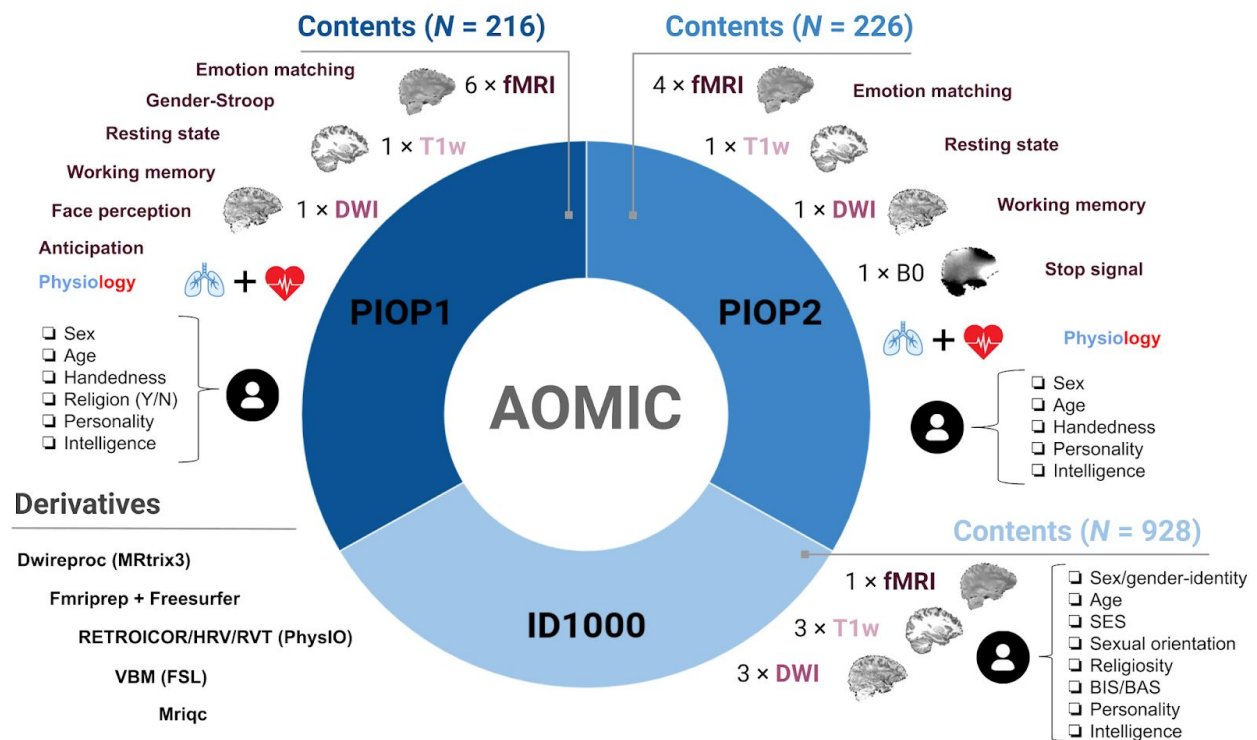 Contents (N = 216)
Emotion matching
Gender-Stroop
Resting state
Working memory
Face perception
Anticipation
Physiology
6 × fMRI
1 × T1w
1 × DWI
+
❑ Sex
❑ Age
❑ Handedness
❑ Religion (Y/N)
❑ Personality
❑ Intelligence
Contents (N = 226)
4 × fMRI
1 × T1w
1 × DWI
1 × B0
+
Emotion matching
Resting state
Working memory
Stop signal
Physiology
❑ Sex
❑ Age
❑ Handedness
❑ Personality
❑ Intelligence
PIOP1
PIOP2
AOMIC
ID1000
Derivatives
Dwireproc (MRtrix3)
Fmriprep + Freesurfer
RETROICOR/HRV/RVT (PhysIO)
VBM (FSL)
Mriqc
Contents (N = 928)
1 × fMRI
3 × T1w
3 × DWI
❑ Sex/gender-identity
❑ Age
❑ SES
❑ Sexual orientation
❑ Religiosity
❑ BIS/BAS
❑ Personality
❑ Intelligence